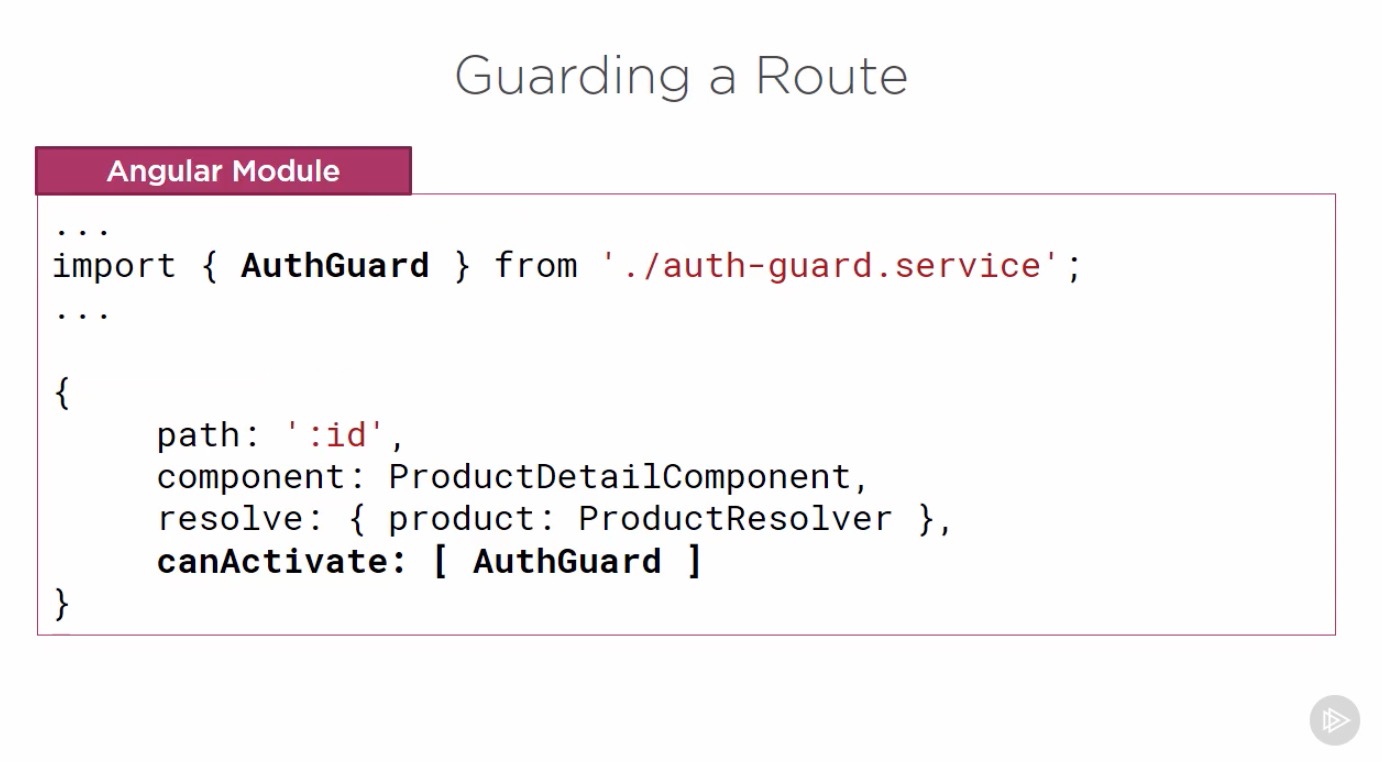 Guarding a Route
Angular Module
...
import { AuthGuard } from './auth-guard.service';
...
{
path: ':id',
component: ProductDetailComponent,
resolve: { product: ProductResolver },
canActivate: [ AuthGuard ]
}